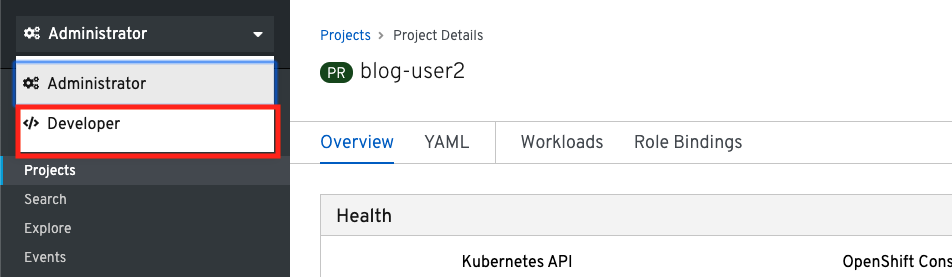 Administrator
Administrator
Developer
Projects
Search
Explore
Events
Projects > Project Details
PR blog-user2
Overview YAML Workloads Role Bindings
Health
Kubernetes API OpenShift Cons